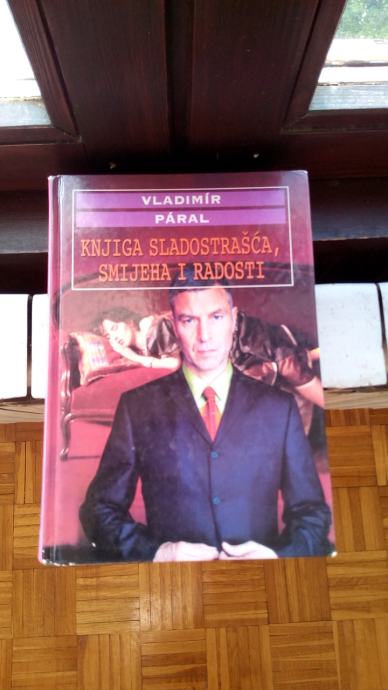 VLADIMÍR
PÁRAL
KNJIGA SLADOSTRAŠĆA,
SMIJEHA I RADOSTI